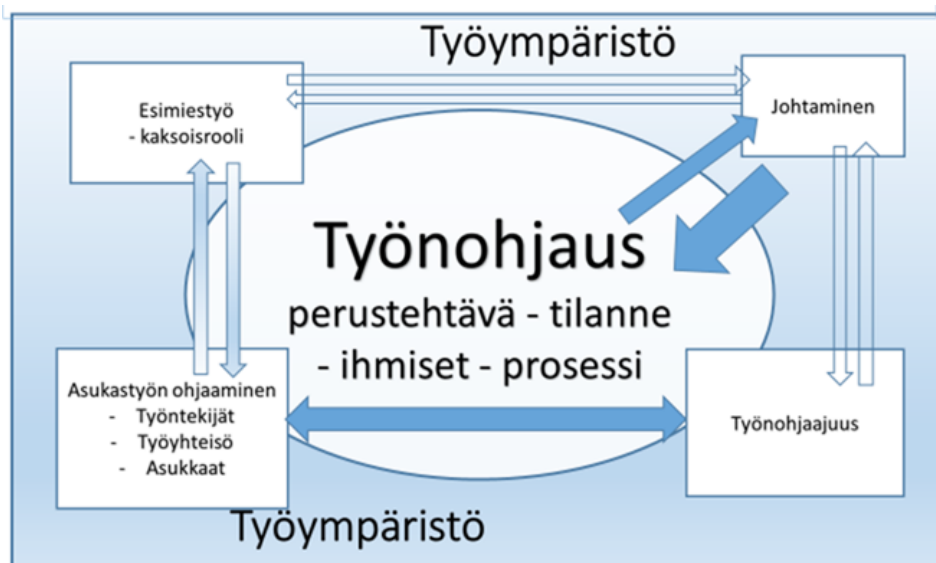 Työympäristö
Esimiestyö
- kaksoisrooli
Johtaminen
Työnohjaus
perustehtävä - tilanne
- ihmiset - prosessi
Asukastyön ohjaaminen
- Työntekijät
- Työyhteisö
- Asukkaat
Työnohjaajuus
Työympäristö